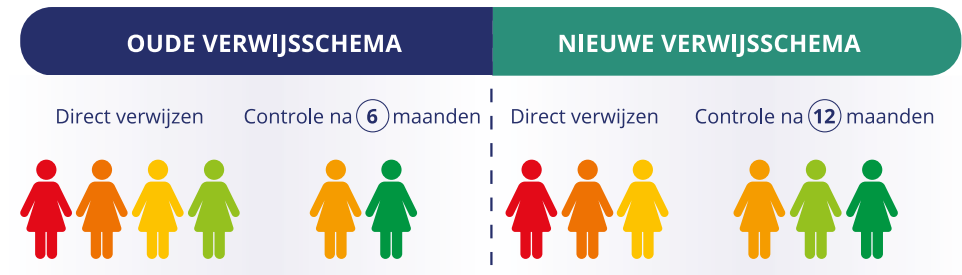 OUDE VERWIJSSCHEMA
NIEUWE VERWIJSSCHEMA
Direct verwijzen
Controle na 6 maanden
Direct verwijzen
Controle na 12 maanden